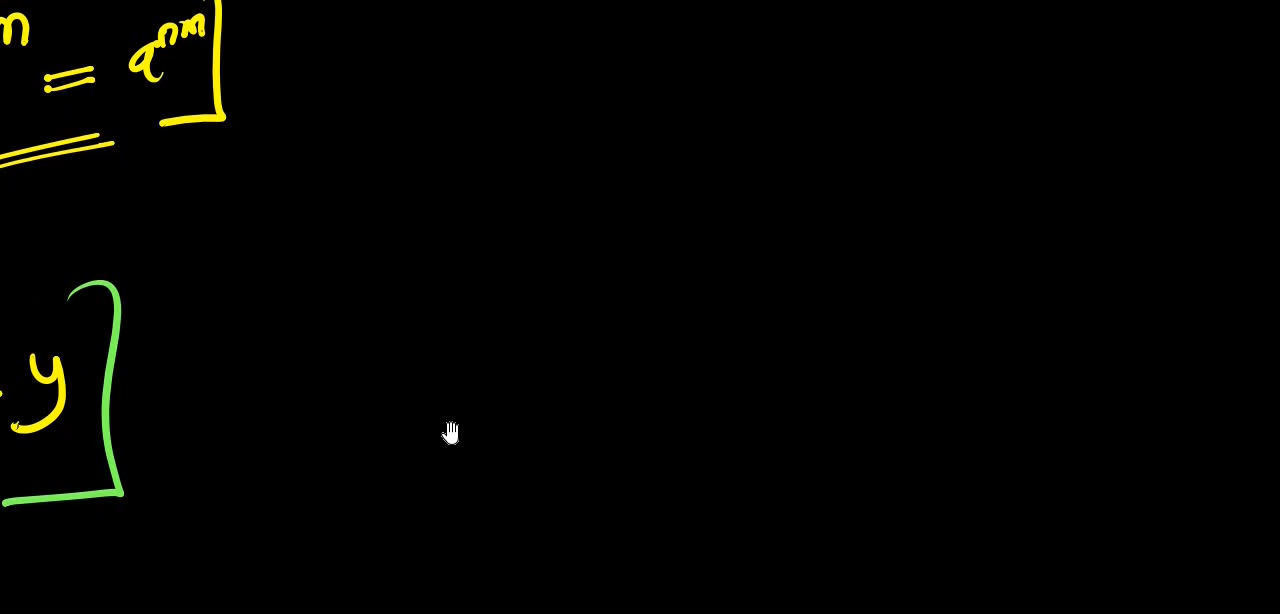 n = a^{nm}
y